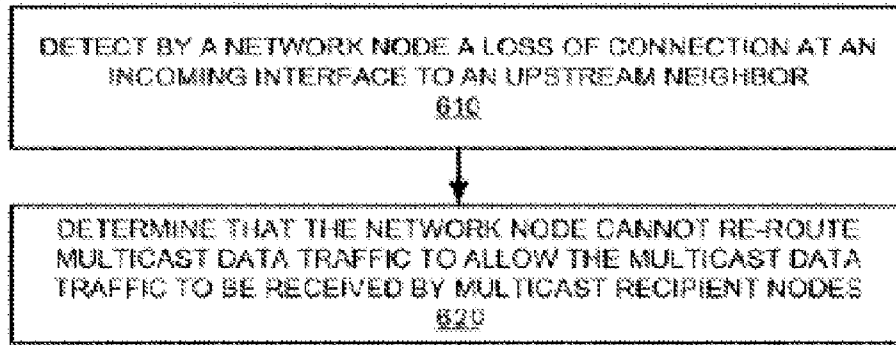 DETECT BY A NETWORK NODE A LOSS OF CONNECTION AT AN
INCOMING INTERFACE TO AN UPSTREAM NEIGHBOR
610
DETERMINE THAT THE NETWORK NODE CANNOT RE-ROUTE
MULTICAST DATA TRAFFIC TO ALLOW THE MULTICAST DATA
TRAFFIC TO BE RECEIVED BY MULTICAST RECIPIENT NODES
620